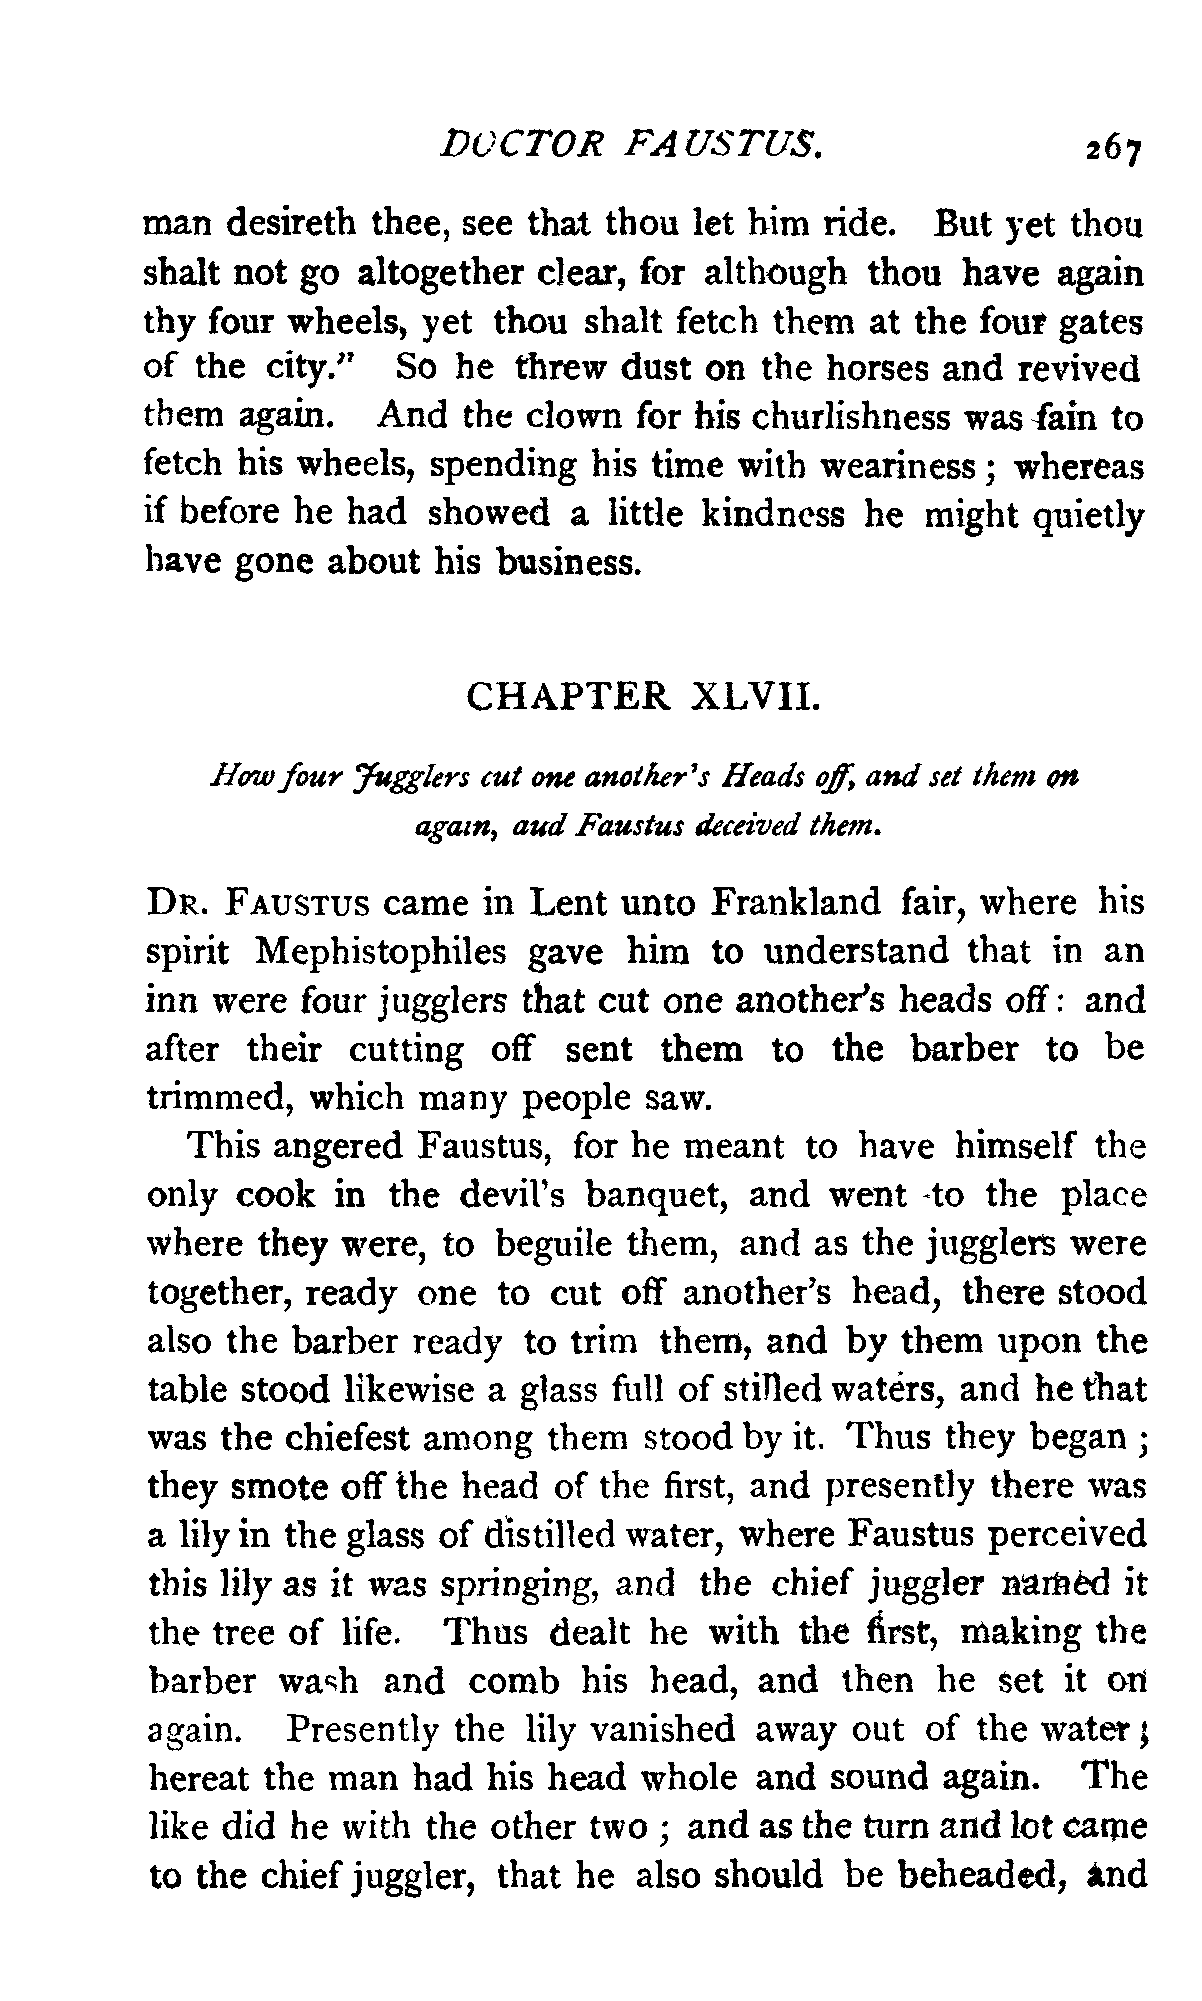 DOCTOR FAUSTUS. 267
man desireth thee, see that thou let him ride. But yet thou
shalt not go altogether clear, for although thou have again
thy four wheels, yet thou shalt fetch them at the four gates
of the city." So he threw dust on the horses and revived
them again. And the clown for his churlishness was fain to
fetch his wheels, spending his time with weariness ; whereas
if before he had showed a little kindness he might quietly
have gone about his business.
CHAPTER XLVII.
How four Jugglers cut one another's Heads off, and set them on
again, aud Faustus deceived them.
DR. FAUSTUS came in Lent unto Frankland fair, where his
spirit Mephistophiles gave him to understand that in an
inn were four jugglers that cut one another's heads off : and
after their cutting off sent them to the barber to be
trimmed, which many people saw.
This angered Faustus, for he meant to have himself the
only cook in the devil's banquet, and went to the place
where they were, to beguile them, and as the jugglers were
together, ready one to cut off another's head, there stood
also the barber ready to trim them, and by them upon the
table stood likewise a glass full of stilled waters, and he that
was the chiefest among them stood by it. Thus they began ;
they smote off the head of the first, and presently there was
a lily in the glass of distilled water, where Faustus perceived
this lily as it was springing, and the chief juggler named it
the tree of life. Thus dealt he with the first, making the
barber wash and comb his head, and then he set it on
again. Presently the lily vanished away out of the water ;
hereat the man had his head whole and sound again. The
like did he with the other two ; and as the turn and lot came
to the chief juggler, that he also should be beheaded, and